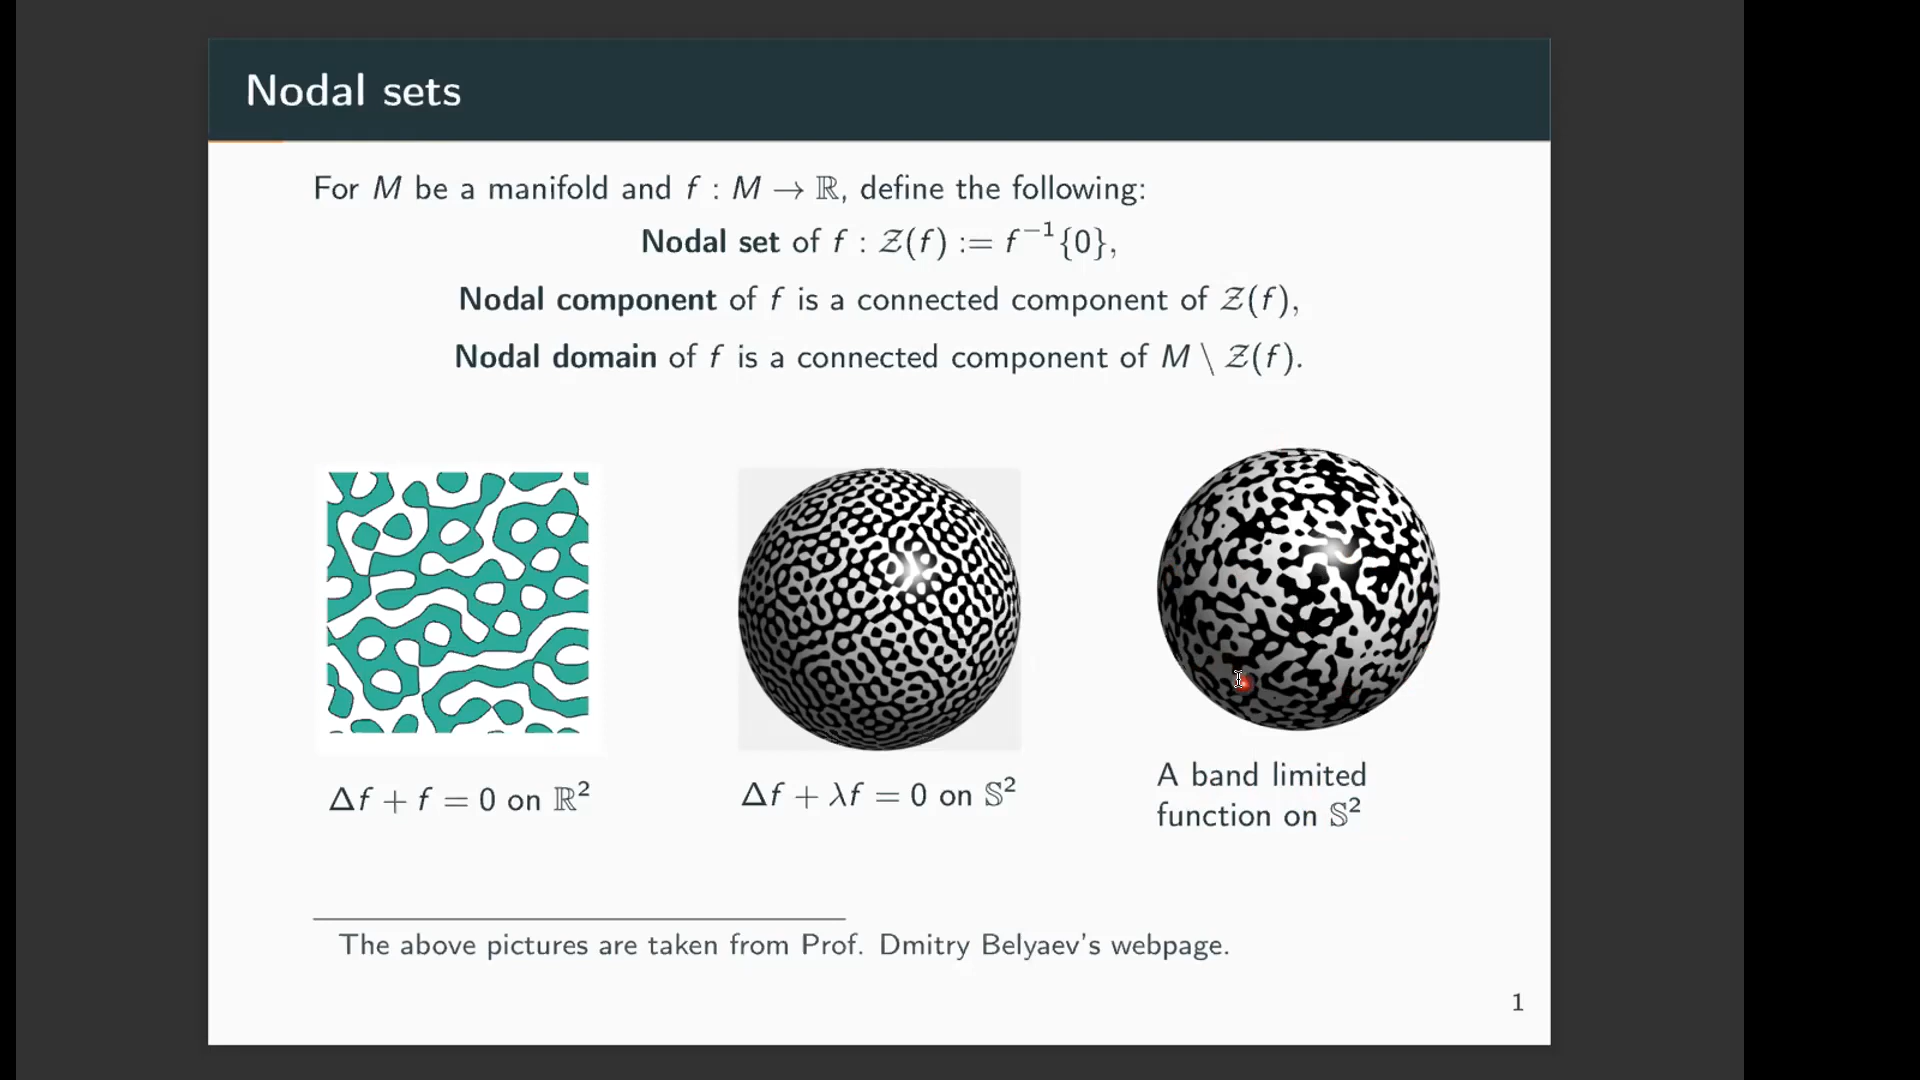 Nodal sets
For M be a manifold and f : M → ℝ, define the following:
Nodal set of f : 𝒵(f) := f⁻¹{0},
Nodal component of f is a connected component of 𝒵(f),
Nodal domain of f is a connected component of M \ 𝒵(f).
Δf + f = 0 on ℝ²
Δf + λf = 0 on 𝕊²
A band limited
function on 𝕊²
The above pictures are taken from Prof. Dmitry Belyaev's webpage.
1